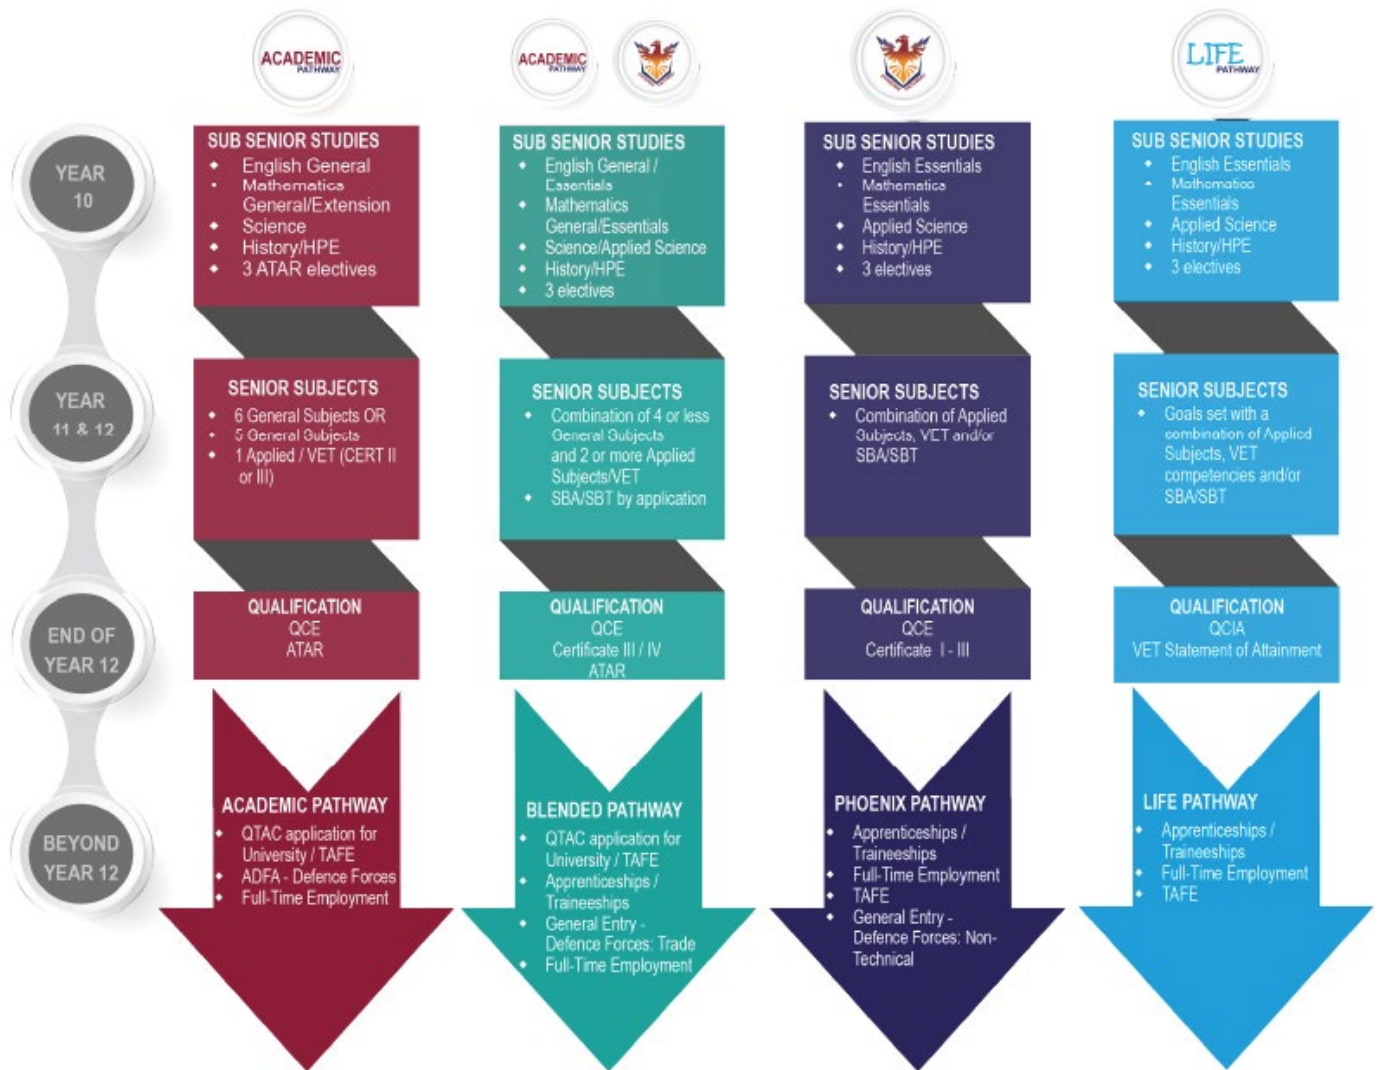 ACADEMIC
PATHWAY
ACADEMIC
PATHWAY
LIFE
PATHWAY
YEAR
10
SUB SENIOR STUDIES
English General
Mathematics
General/Extension
Science
History/HPE
3 ATAR electives
SUB SENIOR STUDIES
English General /
Essentials
Mathematics
General/Essentials
Science/Applied Science
History/HPE
3 electives
SUB SENIOR STUDIES
English Essentials
Mathematics
Essentials
Applied Science
History/HPE
3 electives
SUB SENIOR STUDIES
English Essentials
Mathematics
Essentials
Applied Science
History/HPE
3 electives
YEAR
11 & 12
SENIOR SUBJECTS
6 General Subjects OR
5 General Subjects
1 Applied / VET (CERT II
or III)
SENIOR SUBJECTS
Combination of 4 or less
General Subjects
and 2 or more Applied
Subjects/VET
SBA/SBT by application
SENIOR SUBJECTS
Combination of Applied
Subjects, VET and/or
SBA/SBT
SENIOR SUBJECTS
Goals set with a
combination of Applied
Subjects, VET
competencies and/or
SBA/SBT
END OF
YEAR 12
QUALIFICATION
QCE
ATAR
QUALIFICATION
QCE
Certificate III / IV
ATAR
QUALIFICATION
QCE
Certificate I - III
QUALIFICATION
QCIA
VET Statement of Attainment
BEYOND
YEAR 12
ACADEMIC PATHWAY
QTAC application for
University / TAFE
ADFA - Defence Forces
Full-Time Employment
BLENDED PATHWAY
QTAC application for
University / TAFE
Apprenticeships /
Traineeships
General Entry -
Defence Forces: Trade
Full-Time Employment
PHOENIX PATHWAY
Apprenticeships /
Traineeships
Full-Time Employment
TAFE
General Entry -
Defence Forces: Non-
Technical
LIFE PATHWAY
Apprenticeships /
Traineeships
Full-Time Employment
TAFE